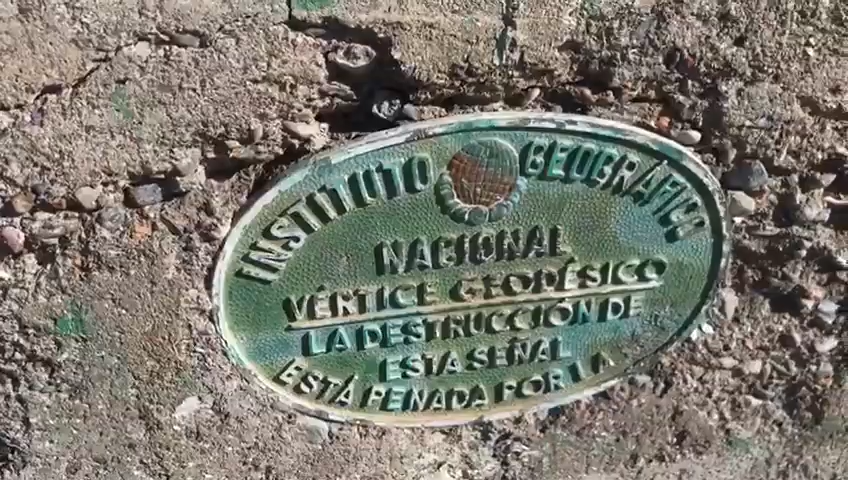 INSTITUTO GEOGRÁFICO
NACIONAL
VÉRTICE GEODÉSICO
LA DESTRUCCIÓN DE
ESTA SEÑAL
ESTÁ PENADA POR LA